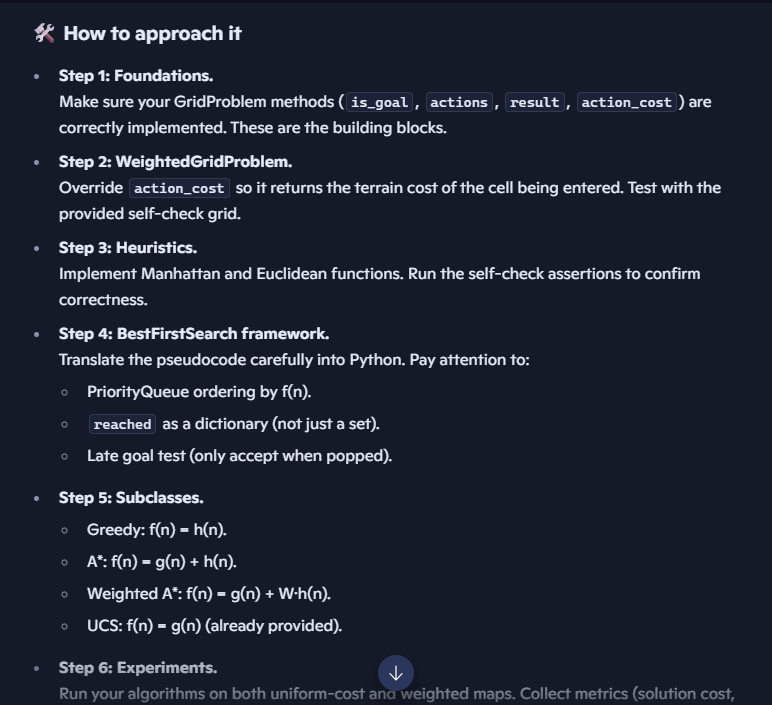 🛠️ How to approach it
• Step 1: Foundations.
Make sure your GridProblem methods ( is_goal , actions , result , action_cost ) are
correctly implemented. These are the building blocks.
• Step 2: WeightedGridProblem.
Override action_cost so it returns the terrain cost of the cell being entered. Test with the
provided self-check grid.
• Step 3: Heuristics.
Implement Manhattan and Euclidean functions. Run the self-check assertions to confirm
correctness.
• Step 4: BestFirstSearch framework.
Translate the pseudocode carefully into Python. Pay attention to:
○ PriorityQueue ordering by f(n).
○ reached as a dictionary (not just a set).
○ Late goal test (only accept when popped).
• Step 5: Subclasses.
○ Greedy: f(n) = h(n).
○ A*: f(n) = g(n) + h(n).
○ Weighted A*: f(n) = g(n) + W·h(n).
○ UCS: f(n) = g(n) (already provided).
• Step 6: Experiments.
Run your algorithms on both uniform-cost and weighted maps. Collect metrics (solution cost,